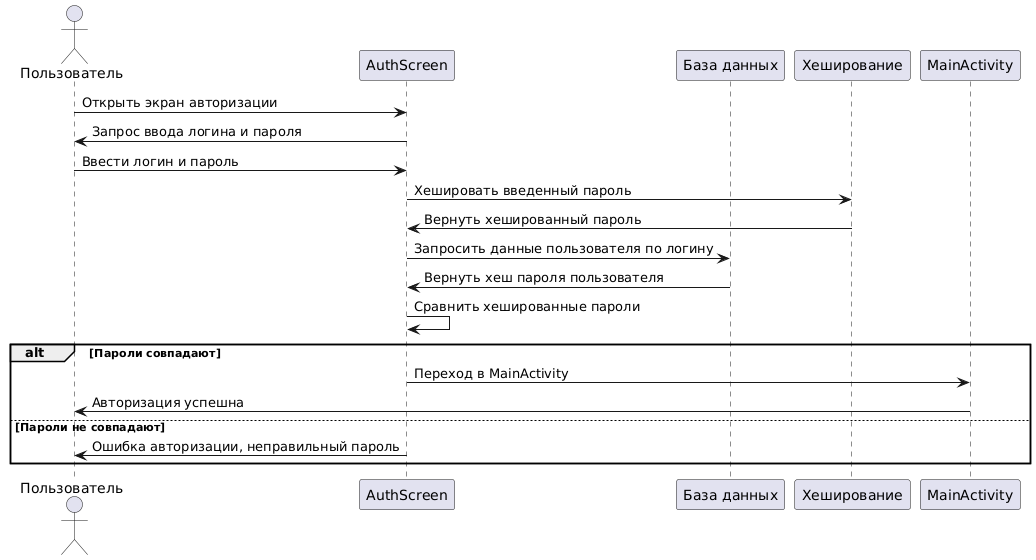 Пользователь
AuthScreen
База данных
Хеширование
MainActivity
Открыть экран авторизации
Запрос ввода логина и пароля
Ввести логин и пароль
Хешировать введенный пароль
Вернуть хешированный пароль
Запросить данные пользователя по логину
Вернуть хеш пароля пользователя
Сравнить хешированные пароли
alt
[Пароли совпадают]
Переход в MainActivity
Авторизация успешна
[Пароли не совпадают]
Ошибка авторизации, неправильный пароль
Пользователь
AuthScreen
База данных
Хеширование
MainActivity